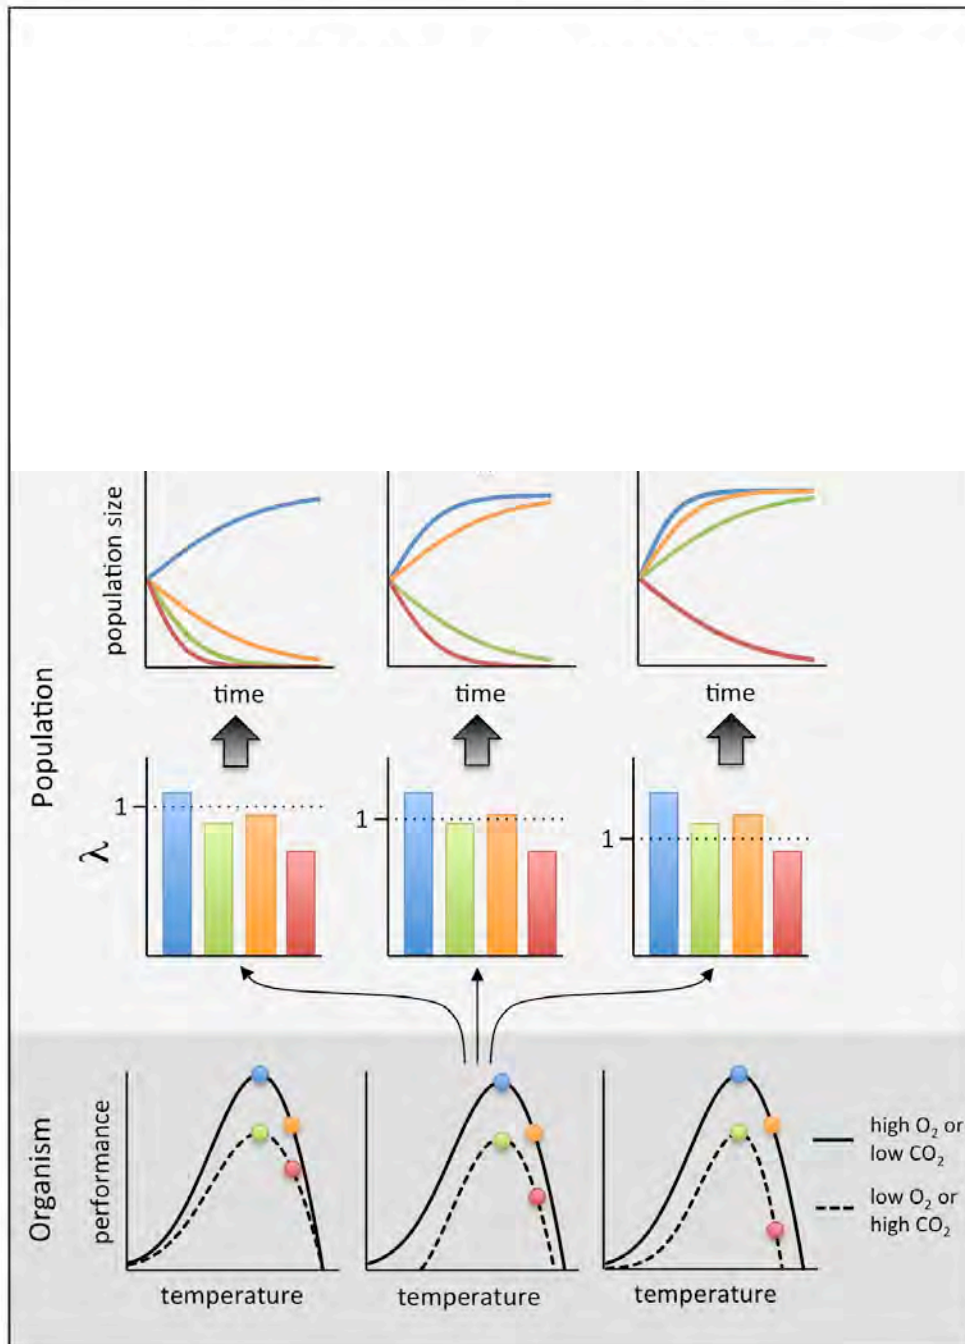 Population
population size
time
time
time
λ
1
1
1
Organism
performance
temperature
temperature
temperature
high O₂ or
low CO₂
low O₂ or
high CO₂